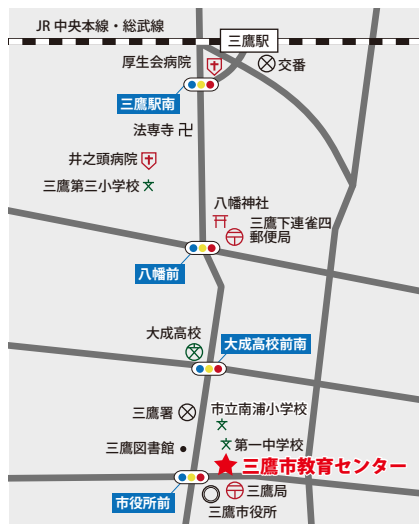 JR 中央本線・総武線
三鷹駅
厚生会病院
交番
三鷹駅南
法専寺
井之頭病院
三鷹第三小学校
八幡神社
三鷹下連雀四
郵便局
八幡前
大成高校
大成高校前南
市立南浦小学校
三鷹署
第一中学校
三鷹図書館
三鷹市教育センター
三鷹局
市役所前
三鷹市役所